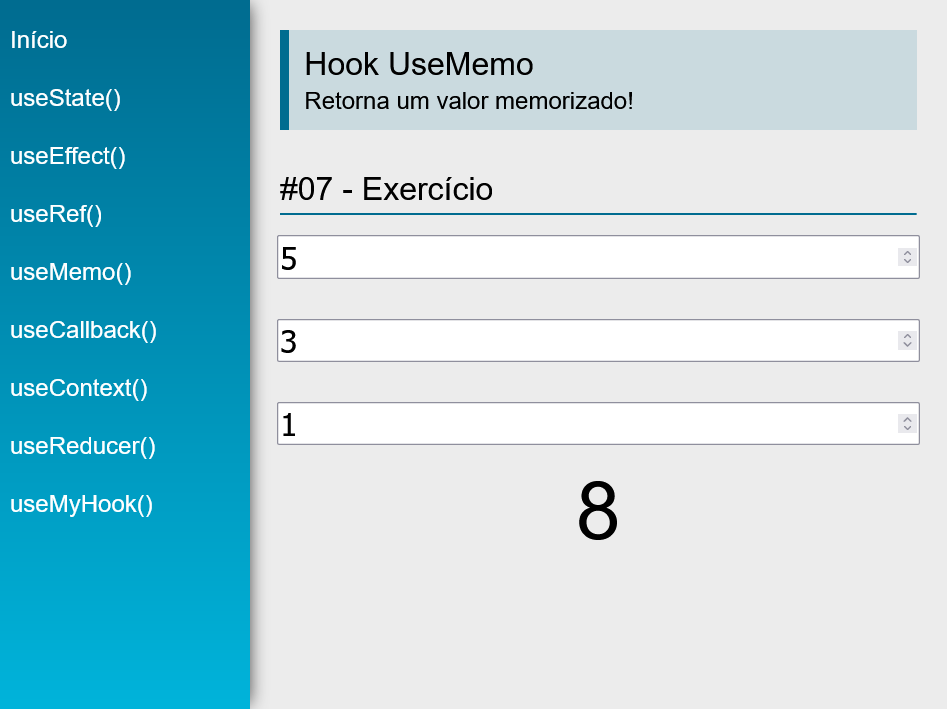 Início
useState()
useEffect()
useRef()
useMemo()
useCallback()
useContext()
useReducer()
useMyHook()
Hook UseMemo
Retorna um valor memorizado!
#07 - Exercício
5
3
1
8